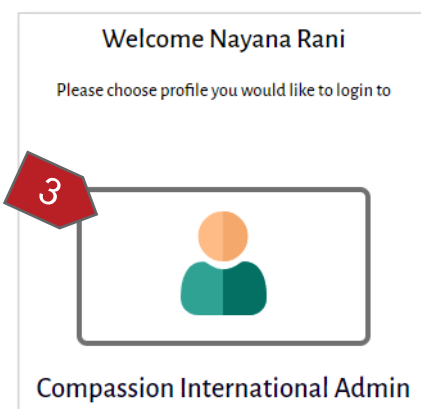 Welcome Nayana Rani
Please choose profile you would like to login to
3
Compassion International Admin